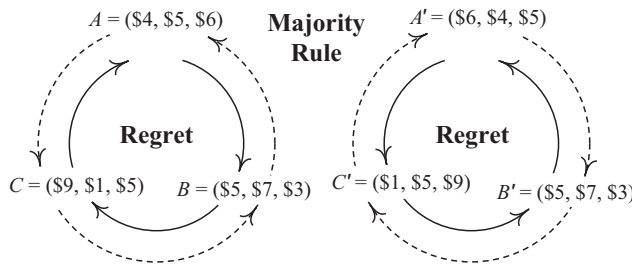 A = ($4, $5, $6)
Majority
Rule
A′ = ($6, $4, $5)
Regret
Regret
C = ($9, $1, $5)
B = ($5, $7, $3)
C′ = ($1, $5, $9)
B′ = ($5, $7, $3)